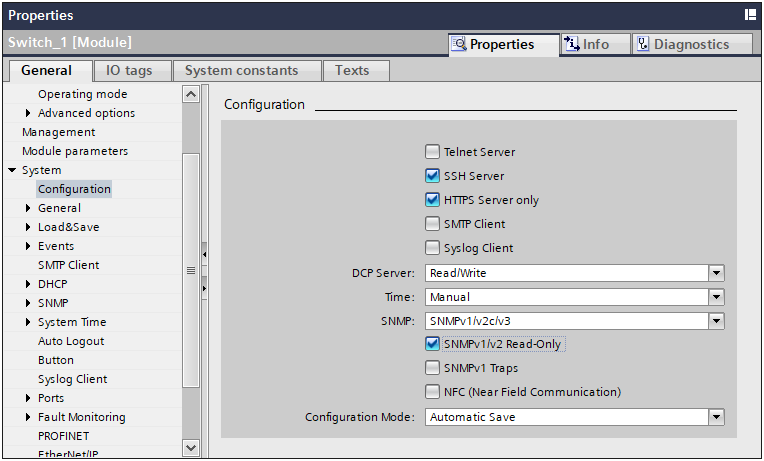 Properties
Switch_1 [Module]
Properties
Info
Diagnostics
General
IO tags
System constants
Texts
Operating mode
Advanced options
Management
Module parameters
System
Configuration
General
Load&Save
Events
SMTP Client
DHCP
SNMP
System Time
Auto Logout
Button
Syslog Client
Ports
Fault Monitoring
PROFINET
EtherNet/IP
Configuration
Telnet Server
SSH Server
HTTPS Server only
SMTP Client
Syslog Client
DCP Server: Read/Write
Time: Manual
SNMP: SNMPv1/v2c/v3
SNMPv1/v2 Read-Only
SNMPv1 Traps
NFC (Near Field Communication)
Configuration Mode: Automatic Save